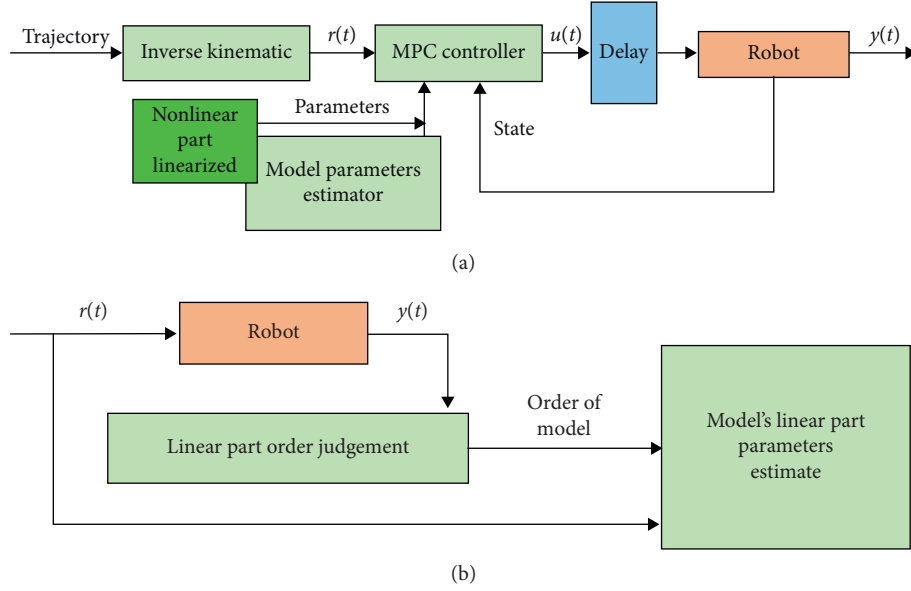 Trajectory
Inverse kinematic
r(t)
MPC controller
u(t)
Delay
Robot
y(t)
Nonlinear
part
linearized
Parameters
Model parameters
estimator
State
(a)
r(t)
Robot
y(t)
Linear part order judgement
Order of
model
Model's linear part
parameters
estimate
(b)